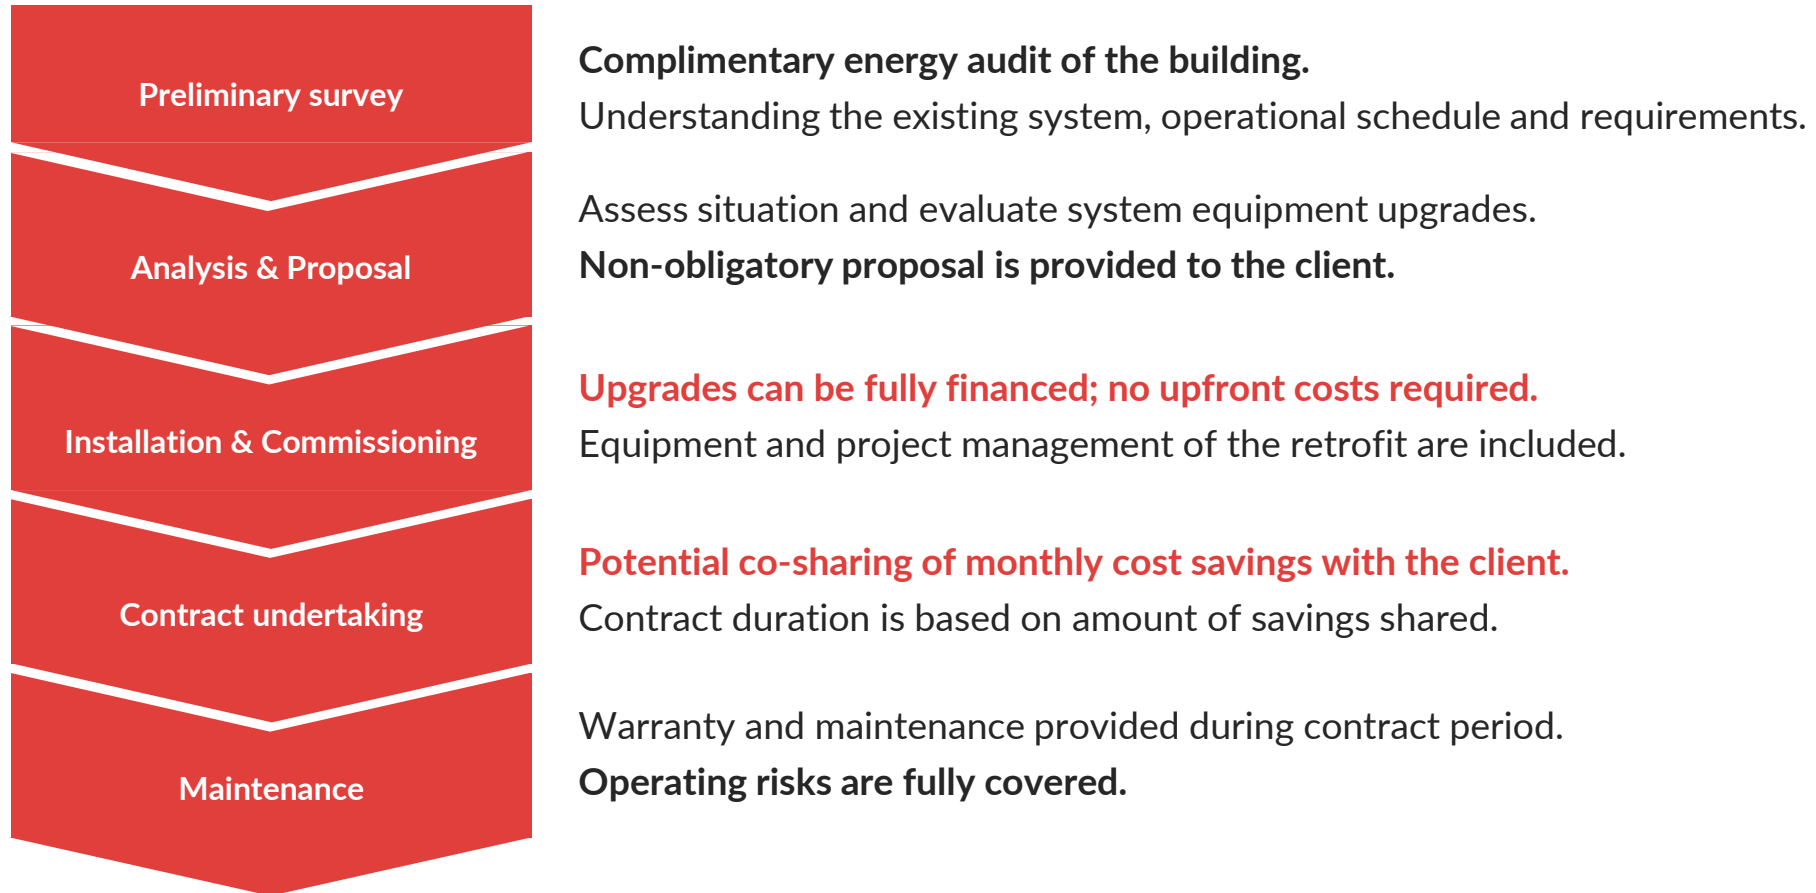 Preliminary survey
Complimentary energy audit of the building.
Understanding the existing system, operational schedule and requirements.
Analysis & Proposal
Assess situation and evaluate system equipment upgrades.
Non-obligatory proposal is provided to the client.
Installation & Commissioning
Upgrades can be fully financed; no upfront costs required.
Equipment and project management of the retrofit are included.
Contract undertaking
Potential co-sharing of monthly cost savings with the client.
Contract duration is based on amount of savings shared.
Maintenance
Warranty and maintenance provided during contract period.
Operating risks are fully covered.